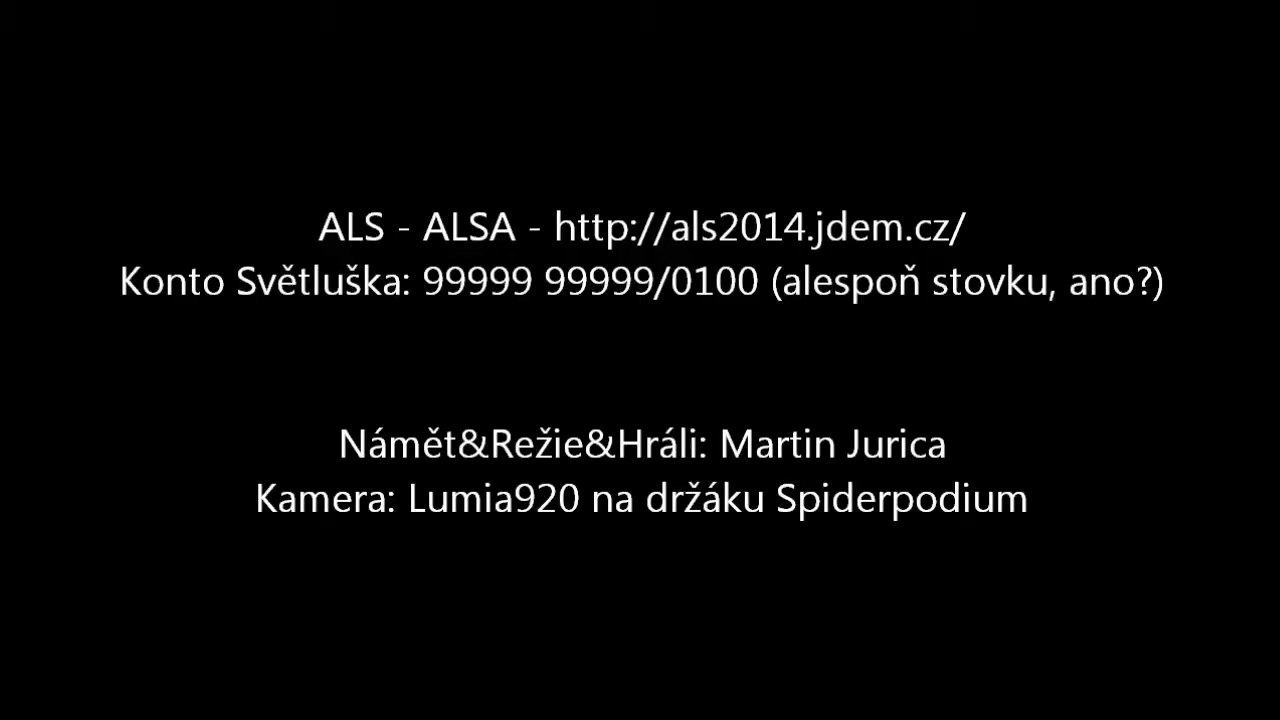 ALS - ALSA - http://als2014.jdem.cz/
Konto Světluška: 99999 99999/0100 (alespoň stovku, ano?)
Námět&Režie&Hráli: Martin Jurica
Kamera: Lumia920 na držáku Spiderpodium